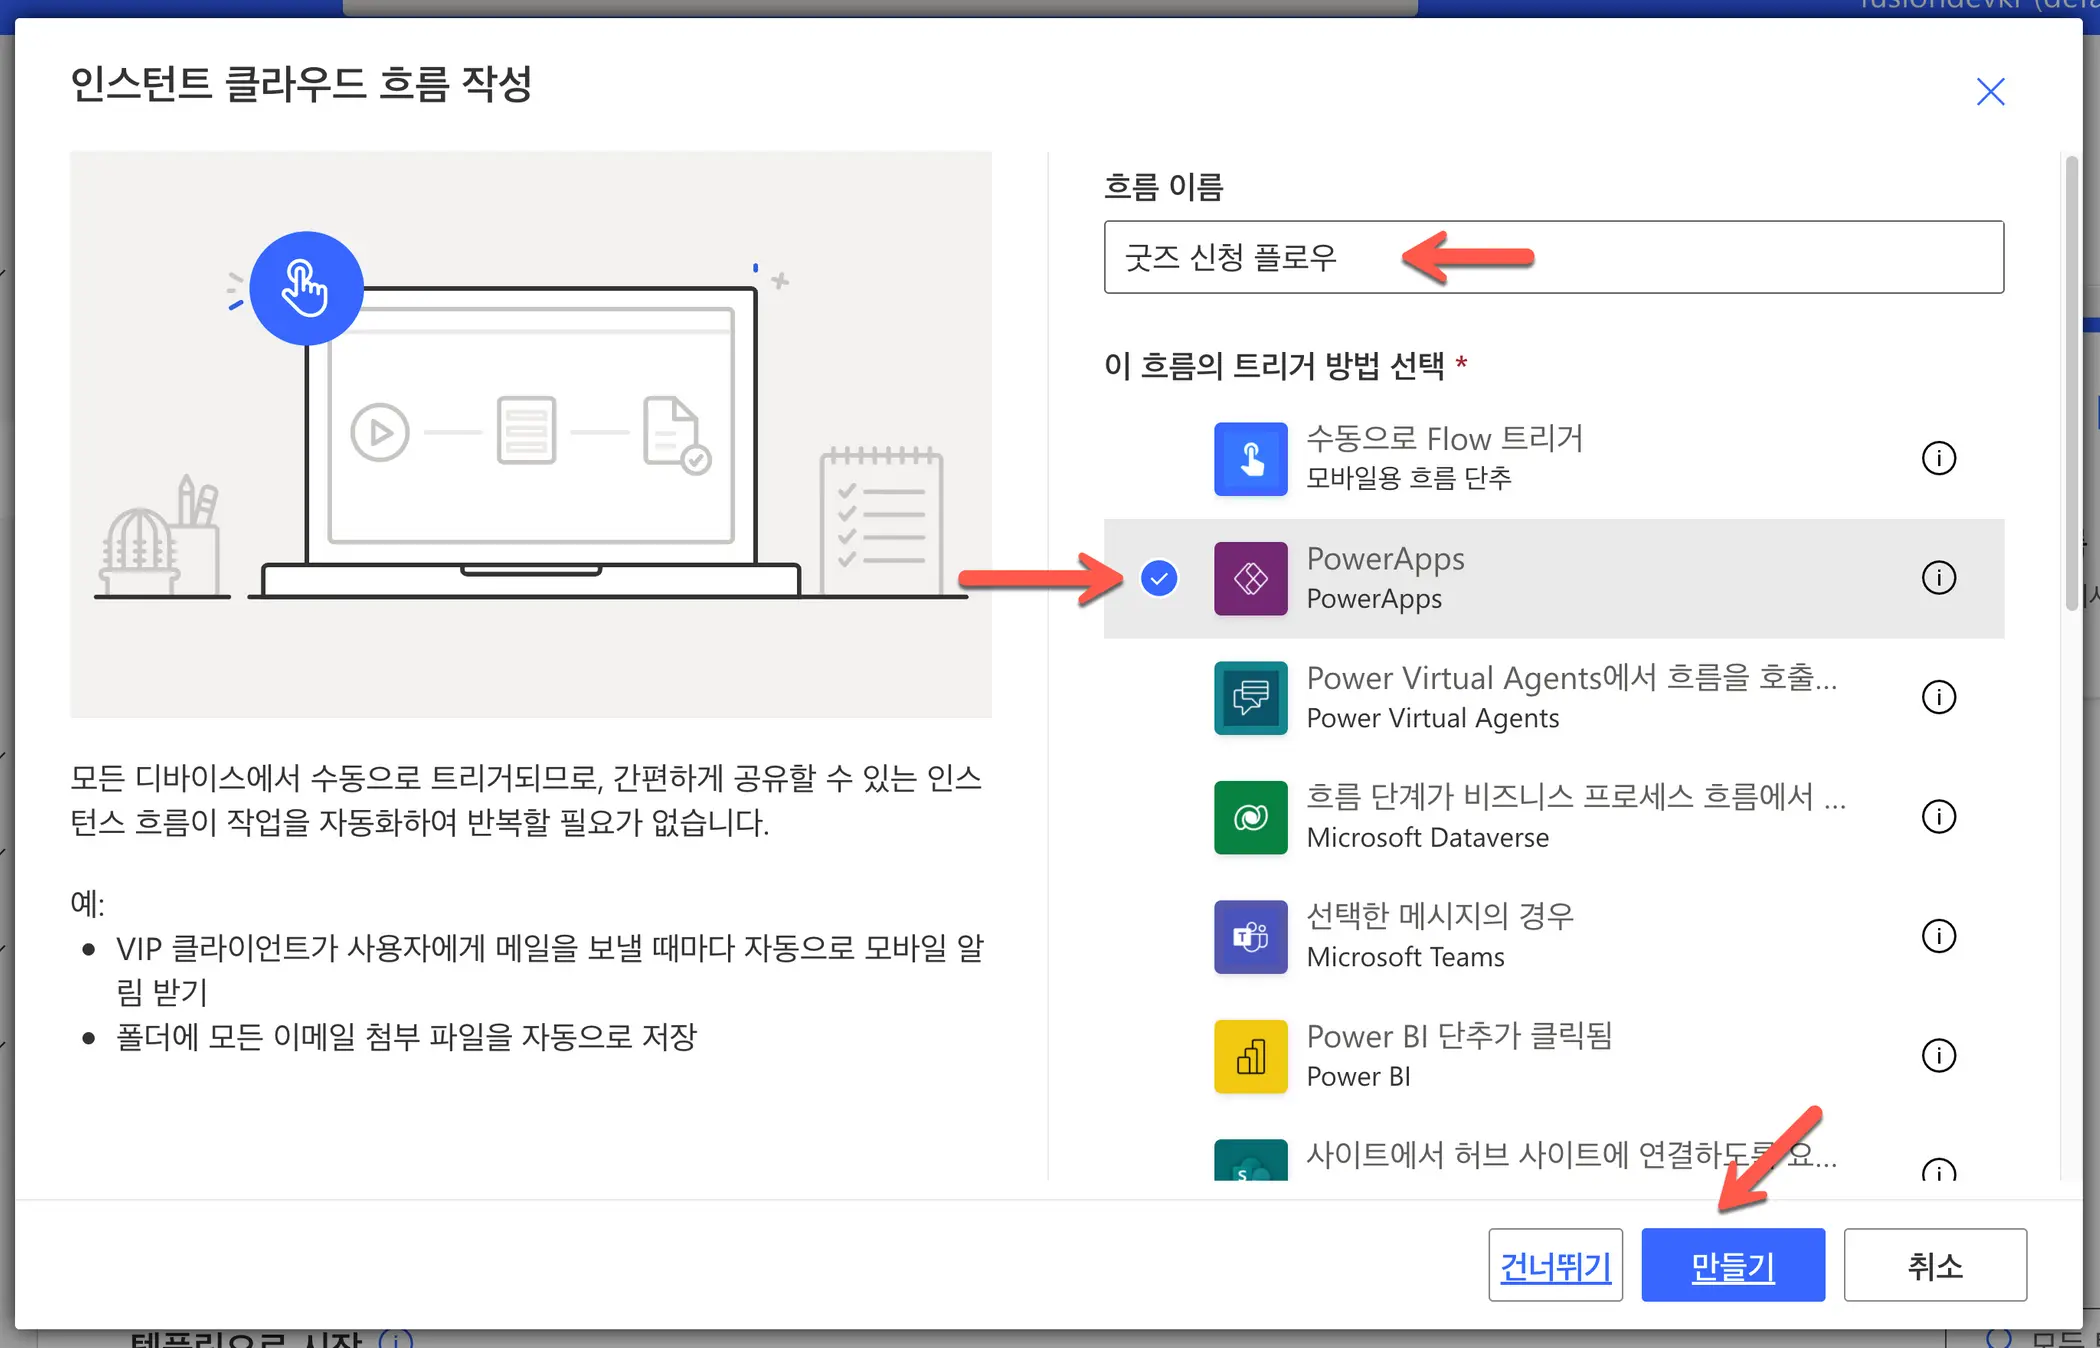 인스턴트 클라우드 흐름 작성
모든 디바이스에서 수동으로 트리거되므로, 간편하게 공유할 수 있는 인스
턴스 흐름이 작업을 자동화하여 반복할 필요가 없습니다.
예:
VIP 클라이언트가 사용자에게 메일을 보낼 때마다 자동으로 모바일 알
림 받기
폴더에 모든 이메일 첨부 파일을 자동으로 저장
흐름 이름
굿즈 신청 플로우
이 흐름의 트리거 방법 선택 *
수동으로 Flow 트리거
모바일용 흐름 단추
PowerApps
PowerApps
Power Virtual Agents에서 흐름을 호출...
Power Virtual Agents
흐름 단계가 비즈니스 프로세스 흐름에서 ...
Microsoft Dataverse
선택한 메시지의 경우
Microsoft Teams
Power BI 단추가 클릭됨
Power BI
사이트에서 허브 사이트에 연결하도록 요...
건너뛰기
만들기
취소
템플릿으로 시작